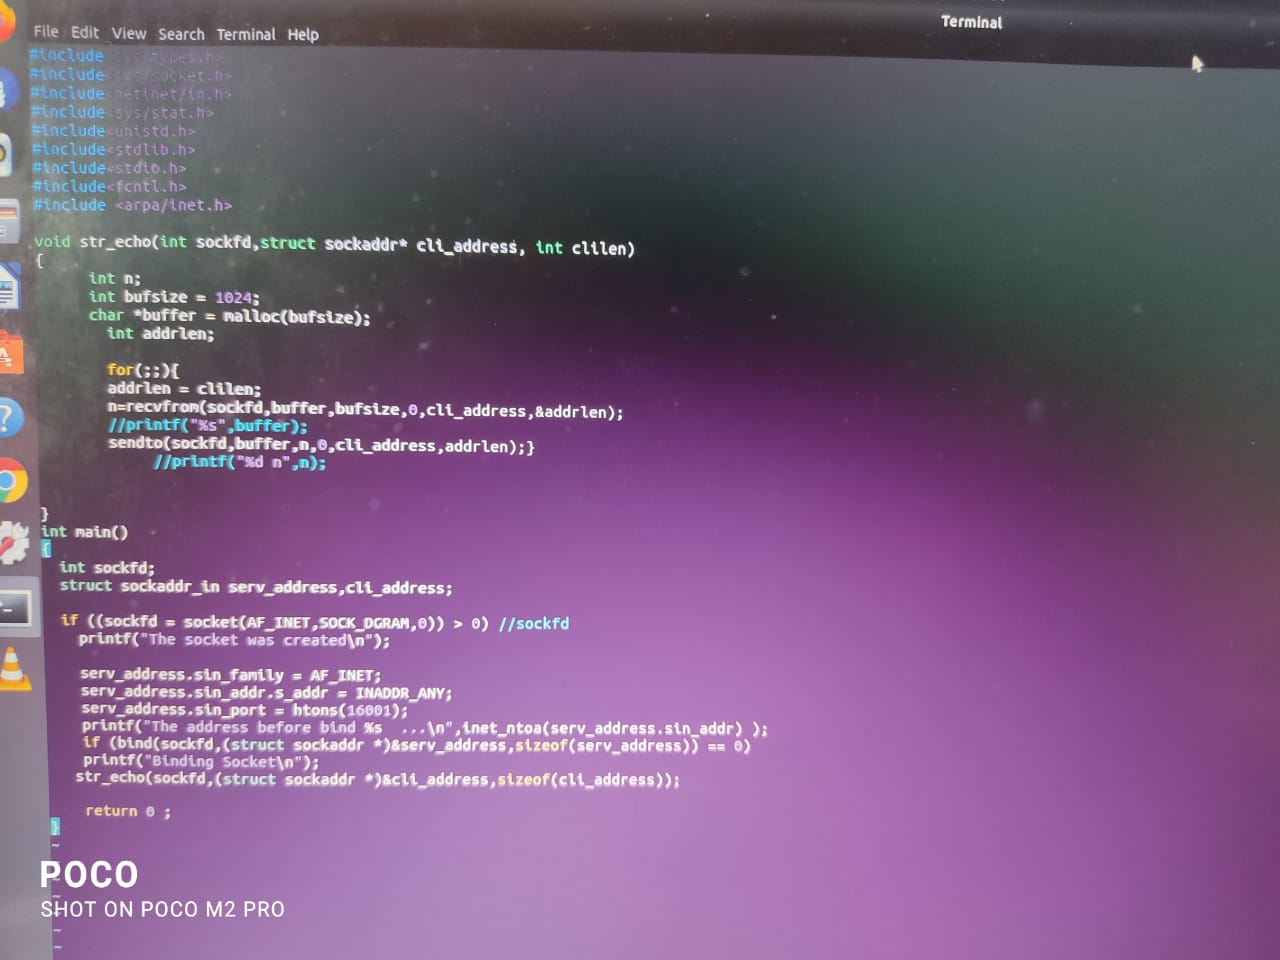 Terminal
File Edit View Search Terminal Help
#include<sys/types.h>
#include<sys/socket.h>
#include<netinet/in.h>
#include<sys/stat.h>
#include<unistd.h>
#include<stdlib.h>
#include<stdio.h>
#include<fcntl.h>
#include <arpa/inet.h>
void str_echo(int sockfd,struct sockaddr* cli_address, int clilen)
{
int n;
int bufsize = 1024;
char *buffer = malloc(bufsize);
int addrlen;
for(;;){
addrlen = clilen;
n=recvfrom(sockfd,buffer,bufsize,0,cli_address,&addrlen);
//printf("%s",buffer);
sendto(sockfd,buffer,n,0,cli_address,addrlen);}
//printf("%d n",n);
}
int main()
{
int sockfd;
struct sockaddr_in serv_address,cli_address;
if ((sockfd = socket(AF_INET,SOCK_DGRAM,0)) > 0) //sockfd
printf("The socket was created\n");
serv_address.sin_family = AF_INET;
serv_address.sin_addr.s_addr = INADDR_ANY;
serv_address.sin_port = htons(16001);
printf("The address before bind %s ...\n",inet_ntoa(serv_address.sin_addr) );
if (bind(sockfd,(struct sockaddr *)&serv_address,sizeof(serv_address)) == 0)
printf("Binding Socket\n");
str_echo(sockfd,(struct sockaddr *)&cli_address,sizeof(cli_address));
return 0 ;
}
~
~
~
~
~
POCO
SHOT ON POCO M2 PRO